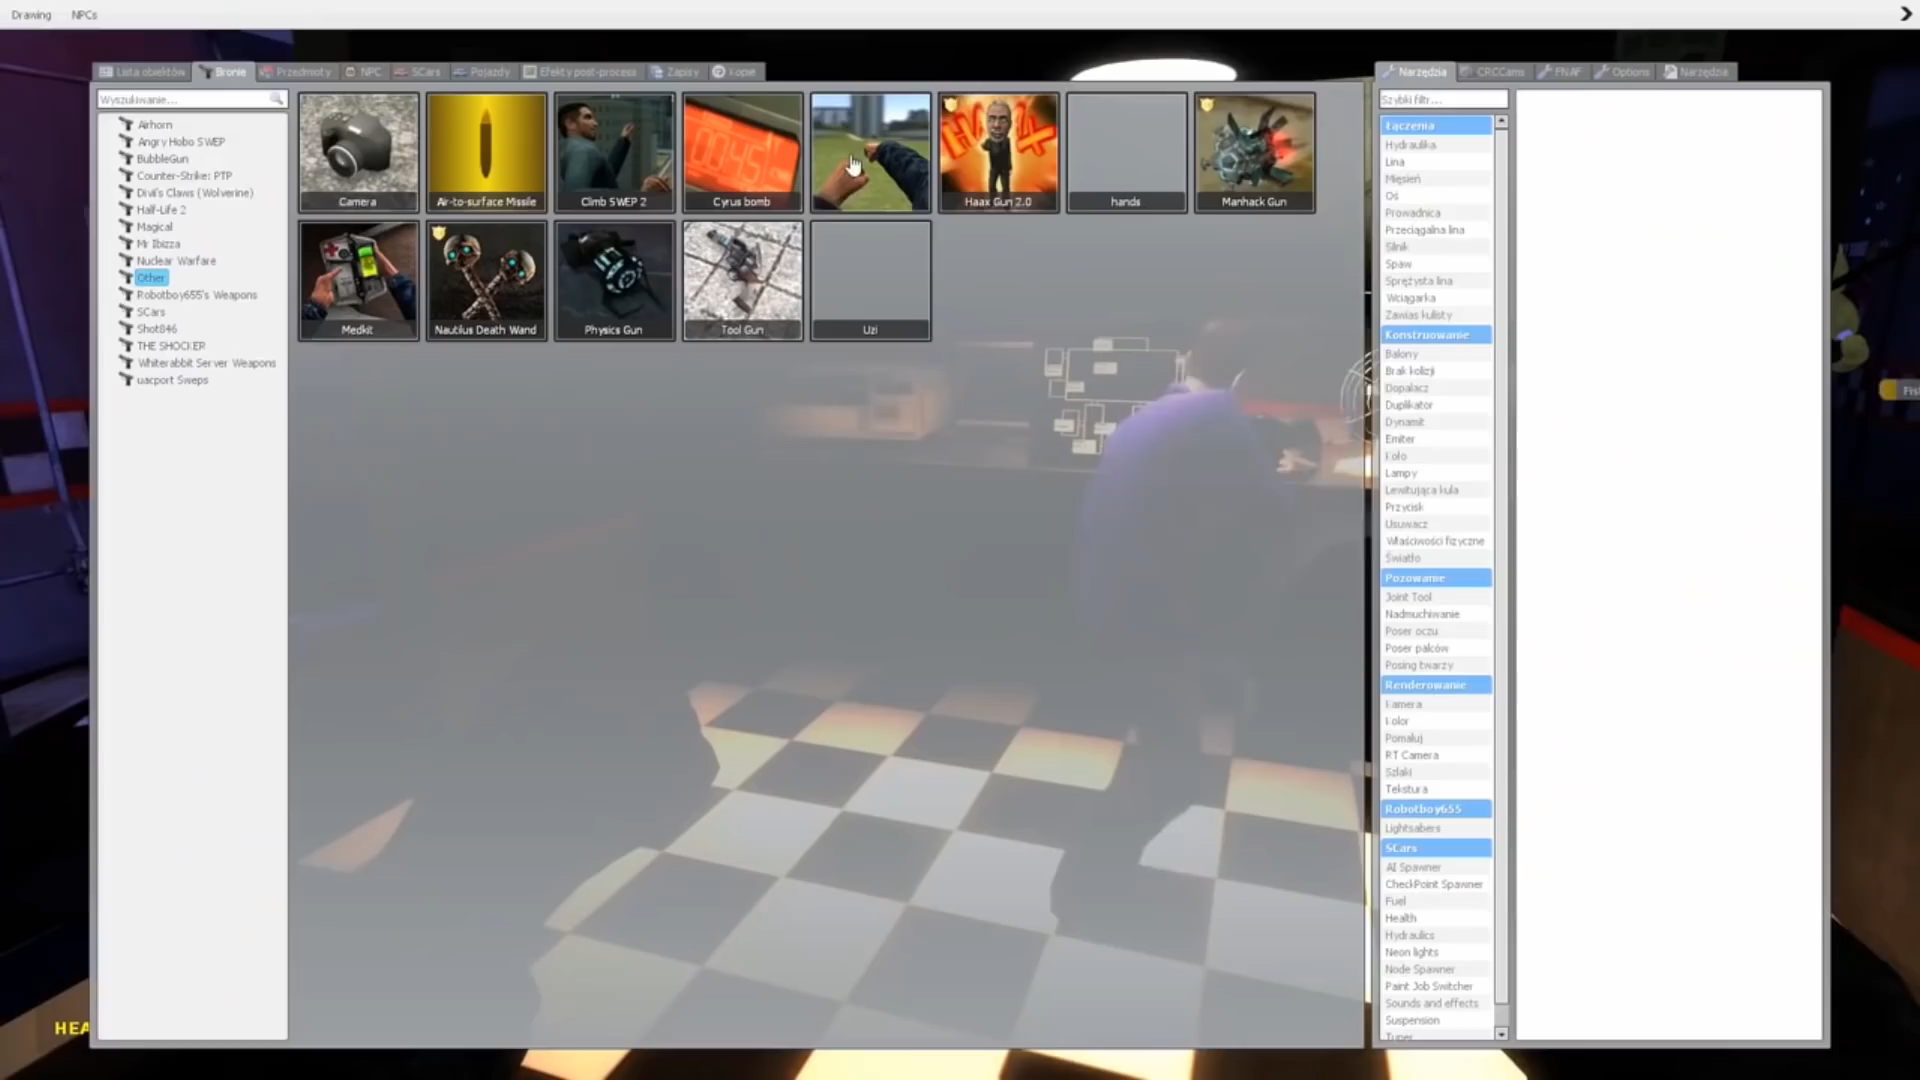 Drawing NPCs
Lista obiektów Bronie Przedmioty NPC SCars Pojazdy Efekty post-process Zapisy Kopie
Narzędzia CRCCams FNAF Options Narzędzia
Wyszukiwanie...
Airhorn
Angry Hobo SWEP
BubbleGun
Counter-Strike: PTP
Divil's Claws (Wolverine)
Half-Life 2
Magical
Mr Ibizza
Nuclear Warfare
Other
Robotboy655's Weapons
SCars
Shot846
THE SHOCKER
Whiterabbit Server Weapons
uacport Sweps
Camera
Air-to-surface Missile
Climb SWEP 2
Cyrus bomb
Haax Gun 2.0
hands
Manhack Gun
Medkit
Nautilus Death Wand
Physics Gun
Tool Gun
Uzi
Szybki filtr ...
Łączenia
Hydraulika
Lina
Mięsień
Oś
Prowadnica
Przeciągalna lina
Silnik
Spaw
Sprężysta lina
Wciągarka
Zawias kulisty
Konstruowanie
Balony
Brak kolizji
Dopalacz
Duplikator
Dynamit
Emiter
Koło
Lampy
Lewitująca kula
Przycisk
Usuwacz
Właściwości fizyczne
Światło
Pozowanie
Joint Tool
Nadmuchiwanie
Poser oczu
Poser palców
Posing twarzy
Renderowanie
Kamera
Kolor
Pomaluj
RT Camera
Szlaki
Tekstura
Robotboy655
Lightsabers
SCars
AI Spawner
CheckPoint Spawner
Fuel
Health
Hydraulics
Neon lights
Node Spawner
Paint Job Switcher
Sounds and effects
Suspension
Tuner
HEA